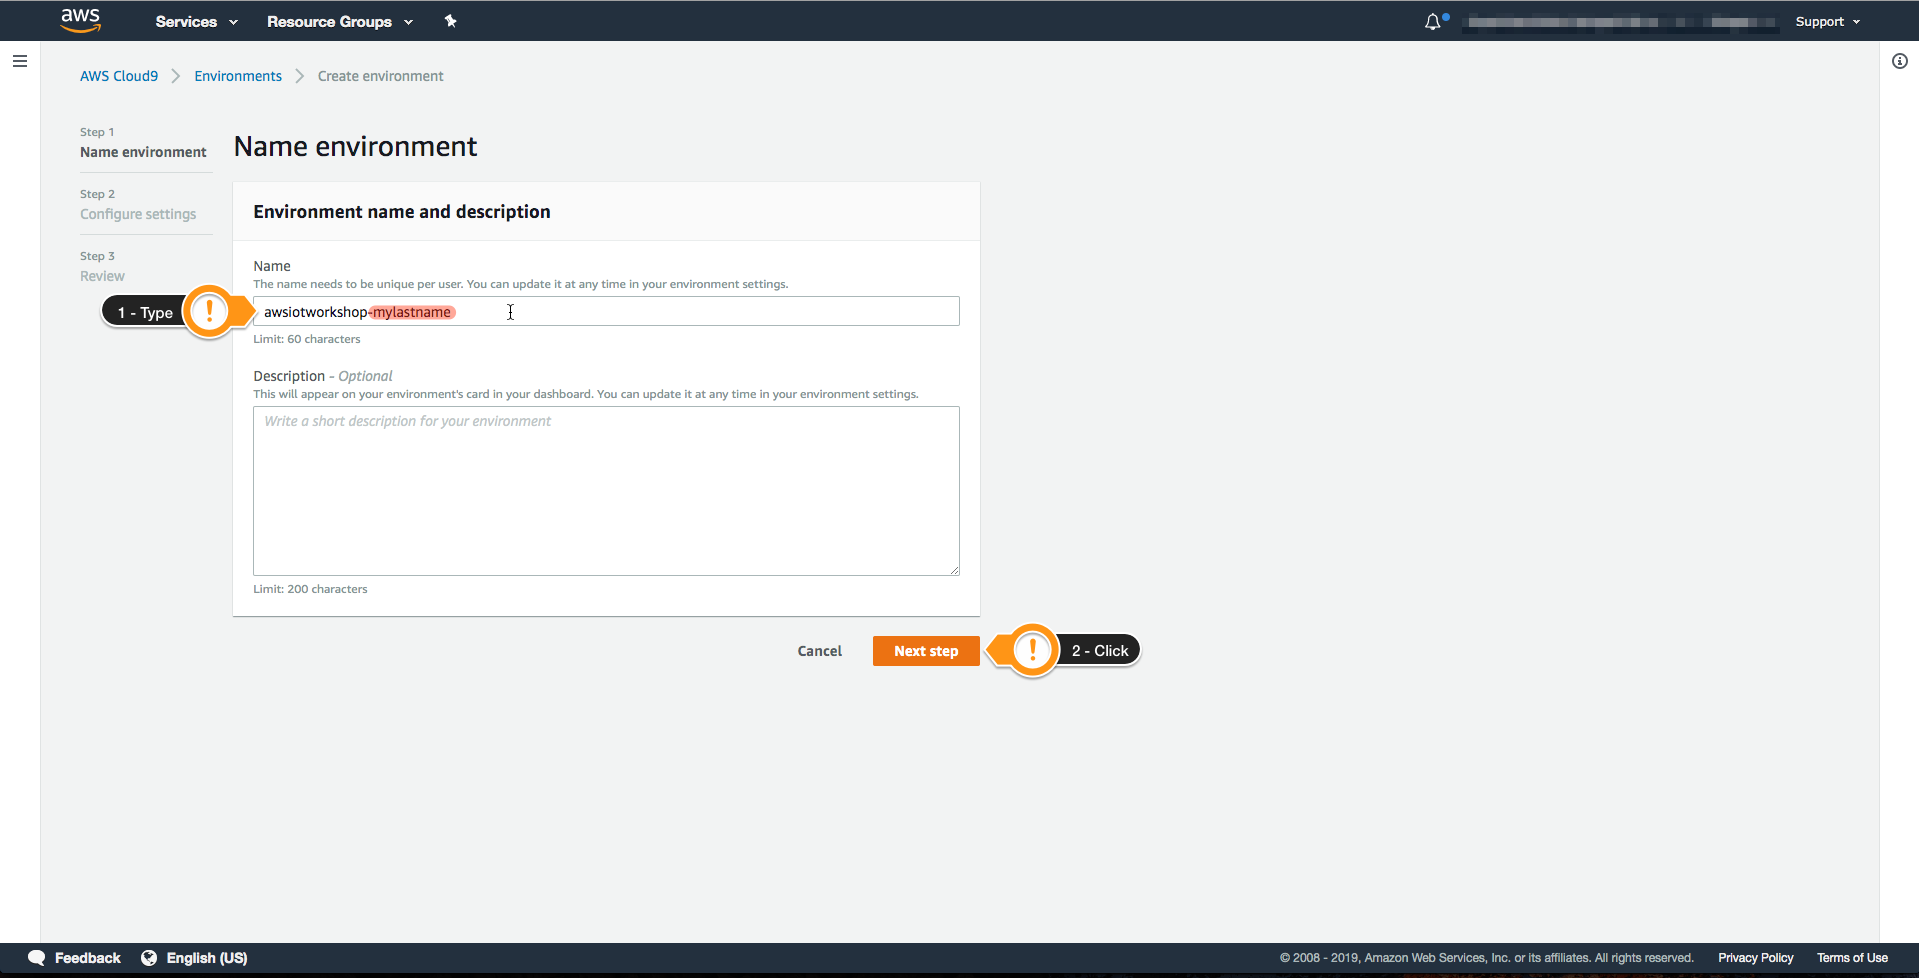 aws Services Resource Groups Support
AWS Cloud9 Environments Create environment
Step 1
Name environment
Step 2
Configure settings
Step 3
Review
Name environment
Environment name and description
Name
The name needs to be unique per user. You can update it at any time in your environment settings.
1 - Type ! awsiotworkshop-mylastname
Limit: 60 characters
Description - Optional
This will appear on your environment's card in your dashboard. You can update it at any time in your environment settings.
Write a short description for your environment
Limit: 200 characters
Cancel Next step ! 2 - Click
Feedback English (US) © 2008 - 2019, Amazon Web Services, Inc. or its affiliates. All rights reserved. Privacy Policy Terms of Use